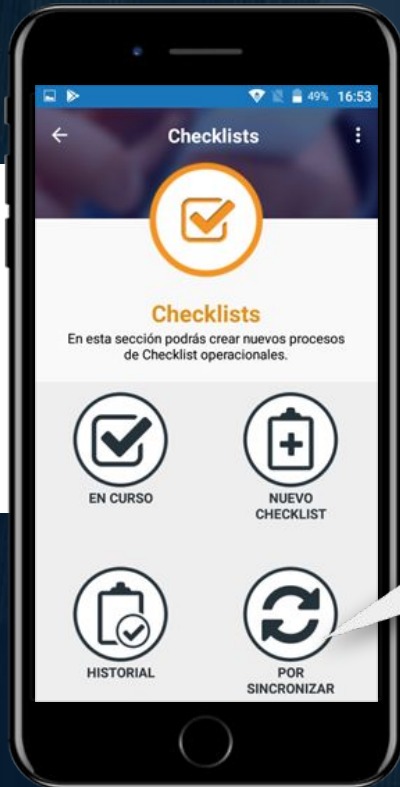 49% 16:53
Checklists
Checklists
En esta sección podrás crear nuevos procesos
de Checklist operacionales.
EN CURSO
NUEVO
CHECKLIST
HISTORIAL
POR
SINCRONIZAR